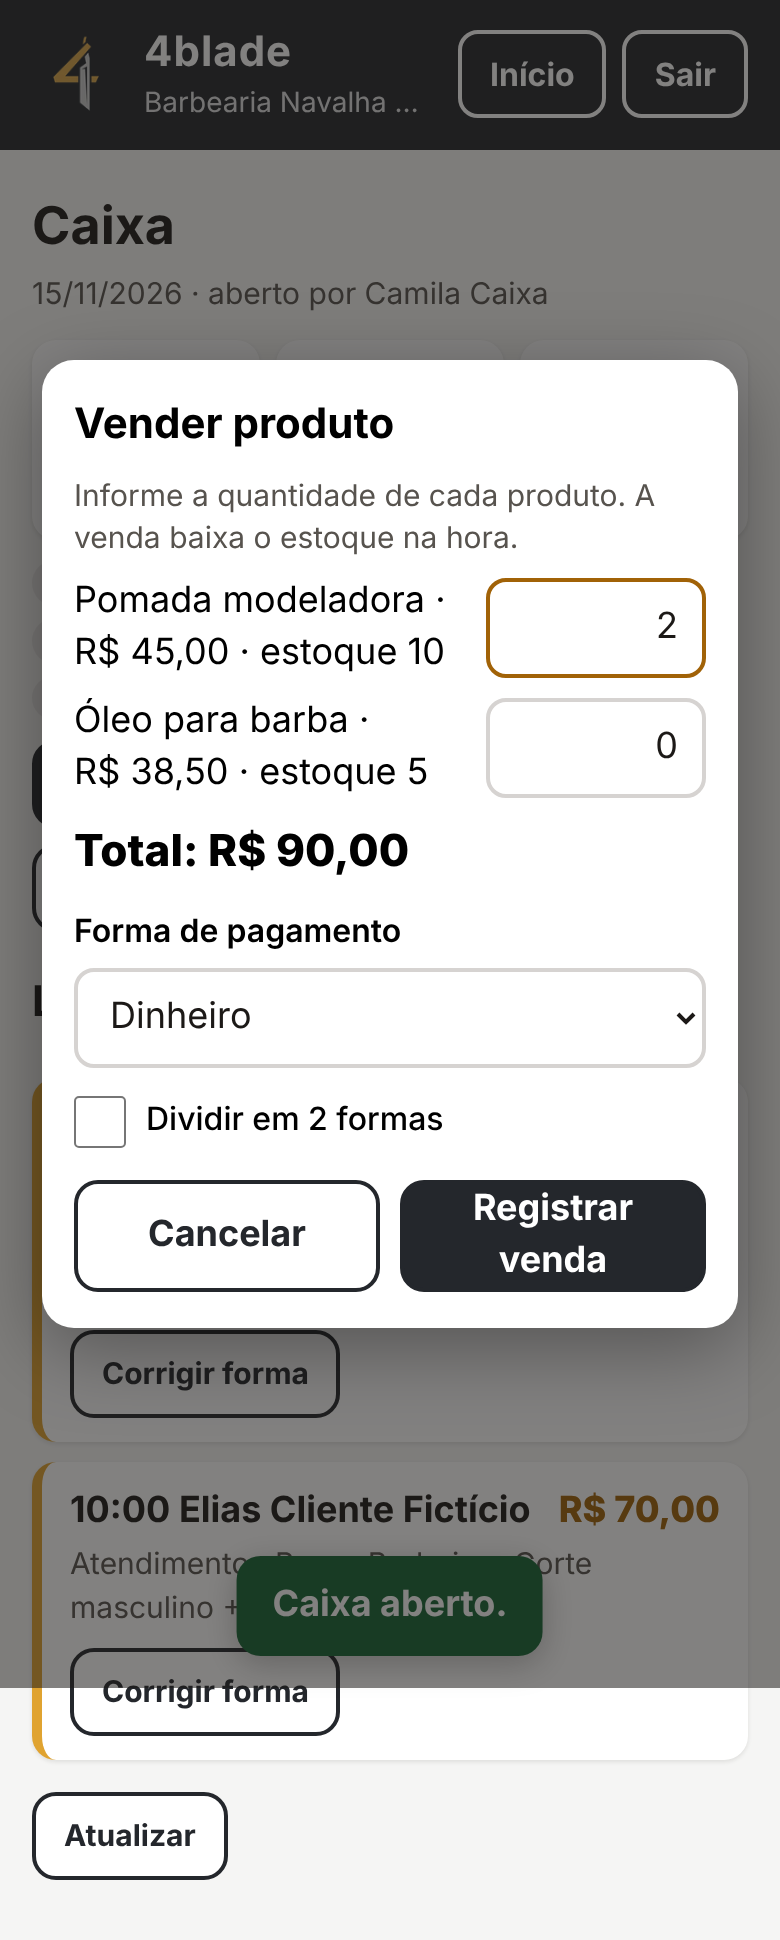 4blade
Barbearia Navalha ...
Início
Sair
Caixa
15/11/2026 · aberto por Camila Caixa
Vender produto
Informe a quantidade de cada produto. A
venda baixa o estoque na hora.
Pomada modeladora ·
R$ 45,00 · estoque 10
2
Óleo para barba ·
R$ 38,50 · estoque 5
0
Total: R$ 90,00
Forma de pagamento
Dinheiro
Dividir em 2 formas
Cancelar
Registrar
venda
Corrigir forma
10:00 Elias Cliente Fictício R$ 70,00
Atendimento
masculino +
Caixa aberto.
Corrigir forma
Atualizar